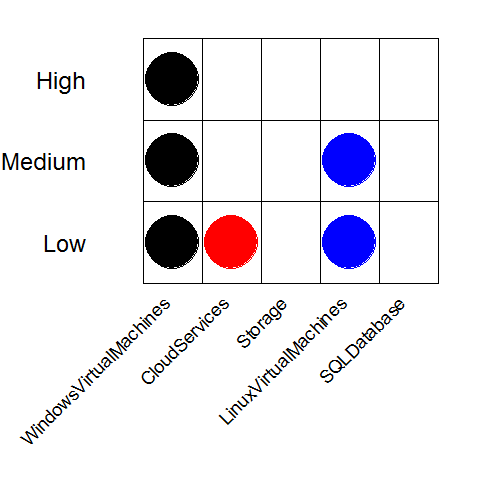 High
Medium
Low
WindowsVirtualMachines
CloudServices
Storage
LinuxVirtualMachines
SQLDatabase